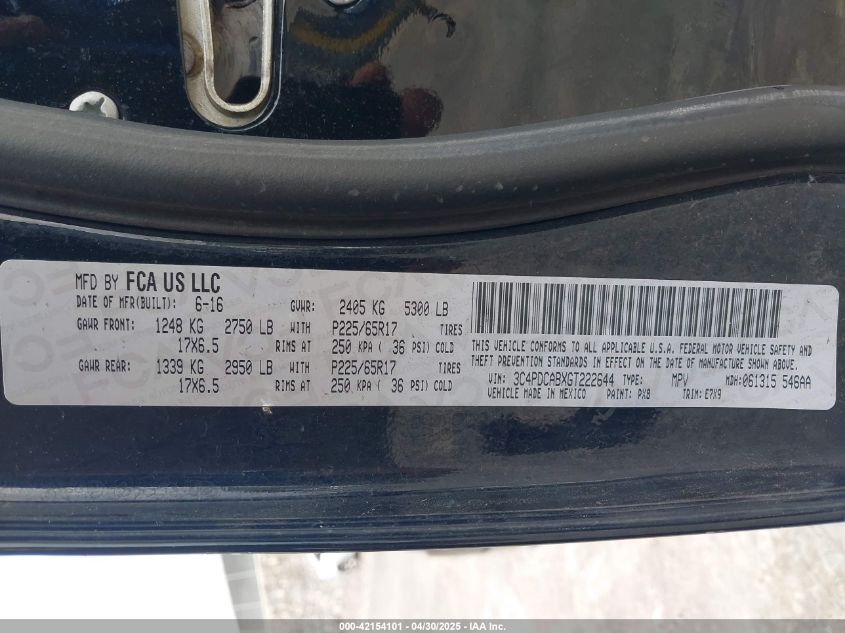 MFD BY FCA US LLC
DATE OF MFR(BUILT): 6-16 GVWR: 2405 KG 5300 LB
GAWR FRONT: 1248 KG 2750 LB WITH P225/65R17 TIRES
17X6.5 RIMS AT 250 KPA ( 36 PSI) COLD
GAWR REAR: 1339 KG 2950 LB WITH P225/65R17 TIRES
17X6.5 RIMS AT 250 KPA ( 36 PSI) COLD
THIS VEHICLE CONFORMS TO ALL APPLICABLE U.S.A. FEDERAL MOTOR VEHICLE SAFETY AND
THEFT PREVENTION STANDARDS IN EFFECT ON THE DATE OF MANUFACTURE SHOWN ABOVE.
VIN: 3C4PDCABXGT222644 TYPE: MPV MDH: 061315 546AA
VEHICLE MADE IN MEXICO PAINT: PX8 TRIM: E7X9
000-42154101 - 04/30/2025 - IAA Inc.